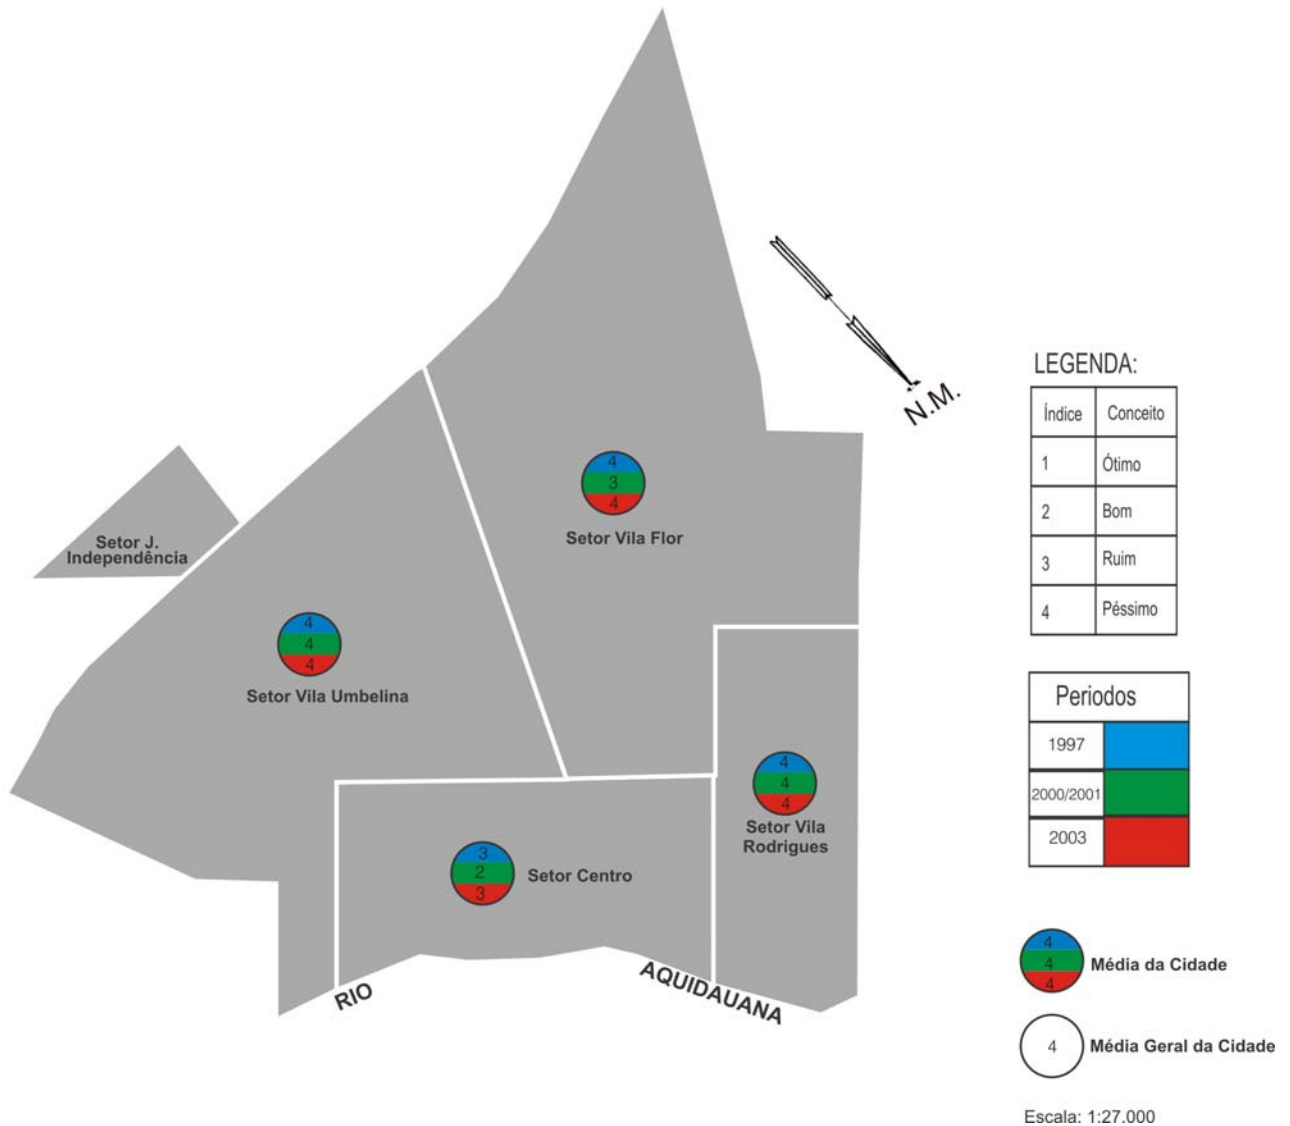 N.M.
LEGENDA:
Índice Conceito
1 Ótimo
2 Bom
3 Ruim
4 Péssimo
4
3
4
Setor Vila Flor
Setor J.
Independência
4
4
4
Setor Vila Umbelina
Periodos
1997
2000/2001
2003
4
4
4
Setor Vila
Rodrigues
3
2
3
Setor Centro
RIO
AQUIDAUANA
4
4
4
Média da Cidade
4 Média Geral da Cidade
Escala: 1:27.000